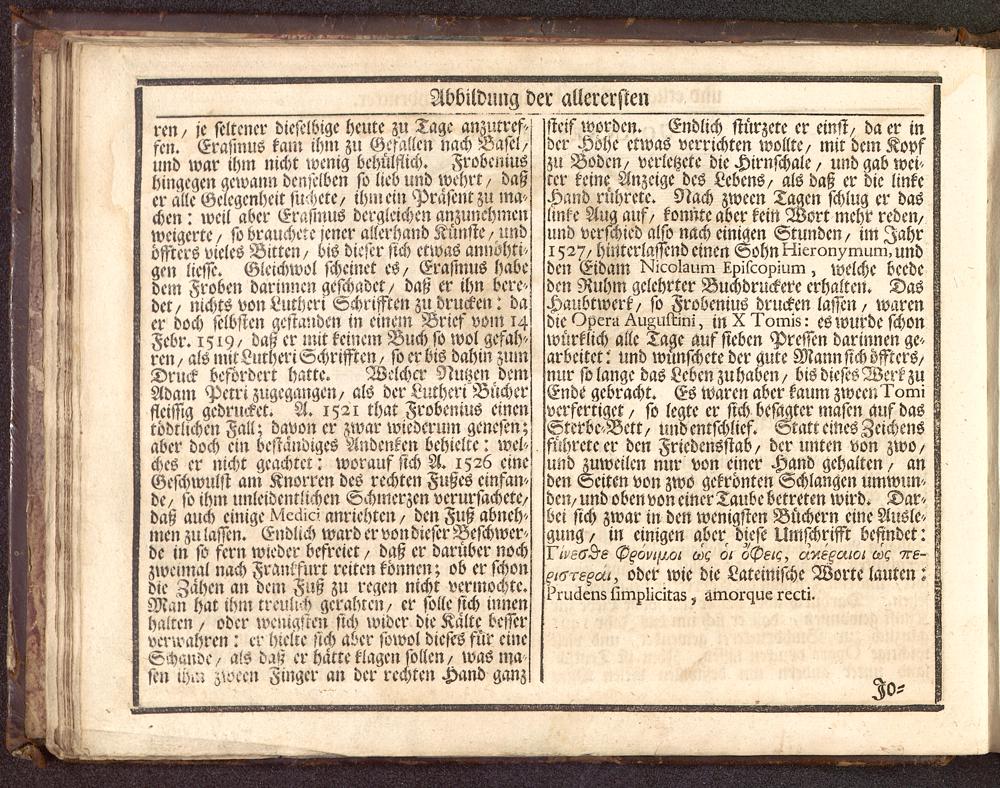 Abbildung der allerersten
ren, je seltener dieselbige heute zu Tage anzutref-
fen. Erasmus kam ihm zu Gefallen nach Basel,
und war ihm nicht wenig behülflich. Frobenius
hingegen gewann denselben so lieb und wehrt, daß
er alle Gelegenheit suchete, ihm ein Präsent zu ma-
chen: weil aber Erasmus dergleichen anzunehmen
weigerte, so brauchete jener allerhand Künste, und
öffters vieles Bitten, bis dieser sich etwas annöhti-
gen liesse. Gleichwol scheinet es, Erasmus habe
dem Froben darinnen geschadet, daß er ihn bere-
det, nichts von Lutheri Schrifften zu drucken: da
er doch selbsten gestanden in einem Brief vom 14
Febr. 1519, daß er mit keinem Buch so wol gefah-
ren, als mit Lutheri Schrifften, so er bis dahin zum
Druck befördert hatte. Welcher Nutzen dem
Adam Petri zugegangen, als der Lutheri Bücher
fleissig gedrucket. A. 1521 that Frobenius einen
tödtlichen Fall; davon er zwar wiederum genesen;
aber doch ein beständiges Andenken behielte: wel-
ches er nicht geachtet: worauf sich A. 1526 eine
Geschwulst am Knorren des rechten Fußes einfan-
de, so ihm unleidentlichen Schmerzen verursachete,
daß auch einige Medici anriehten, den Fuß abneh-
men zu lassen. Endlich ward er von dieser Beschwer-
de in so fern wieder befreiet, daß er darüber noch
zweimal nach Frankfurt reiten können; ob er schon
die Zähen an dem Fuß zu regen nicht vermochte.
Man hat ihm treulich gerahten, er solle sich innen
halten, oder wenigsten sich wider die Kälte besser
verwahren: er hielte sich aber sowol dieses für eine
Schande, als daß er hätte klagen sollen, was ma-
sen ihm zween Finger an der rechten Hand ganz
steif worden. Endlich stürzete er einst, da er in
der Höhe etwas verrichten wollte, mit dem Kopf
zu Boden, verletzete die Hirnschale, und gab wei-
ter keine Anzeige des Lebens, als daß er die linke
Hand rührete. Nach zween Tagen schlug er das
linke Aug auf, konnte aber kein Wort mehr reden,
und verschied also nach einigen Stunden, im Jahr
1527, hinterlassend einen Sohn Hieronymum, und
den Eidam Nicolaum Episcopium, welche beede
den Ruhm gelehrter Buchdruckere erhalten. Das
Haubtwerk, so Frobenius drucken lassen, waren
die Opera Augustini, in X Tomis: es wurde schon
würklich alle Tage auf sieben Pressen darinnen ge-
arbeitet: und wünschete der gute Mann sich öffters,
nur so lange das Leben zu haben, bis dieses Werk zu
Ende gebracht. Es waren aber kaum zween Tomi
verfertiget, so legte er sich besagter masen auf das
Sterbe-Bett, und entschlief. Statt eines Zeichens
führete er den Friedensstab, der unten von zwo,
und zuweilen nur von einer Hand gehalten, an
den Seiten von zwo gekrönten Schlangen umwun-
den, und oben von einer Taube betreten wird. Dar-
bei sich zwar in den wenigsten Büchern eine Ausle-
gung, in einigen aber diese Umschrifft befindet:
Γίνεσθε Φρόνιμοι ὡς οἱ ὄΦεις, ἀκέραιοι ὡς πε-
ριστεραὶ, oder wie die Lateinische Worte lauten:
Prudens simplicitas, amorque recti.
Jo-